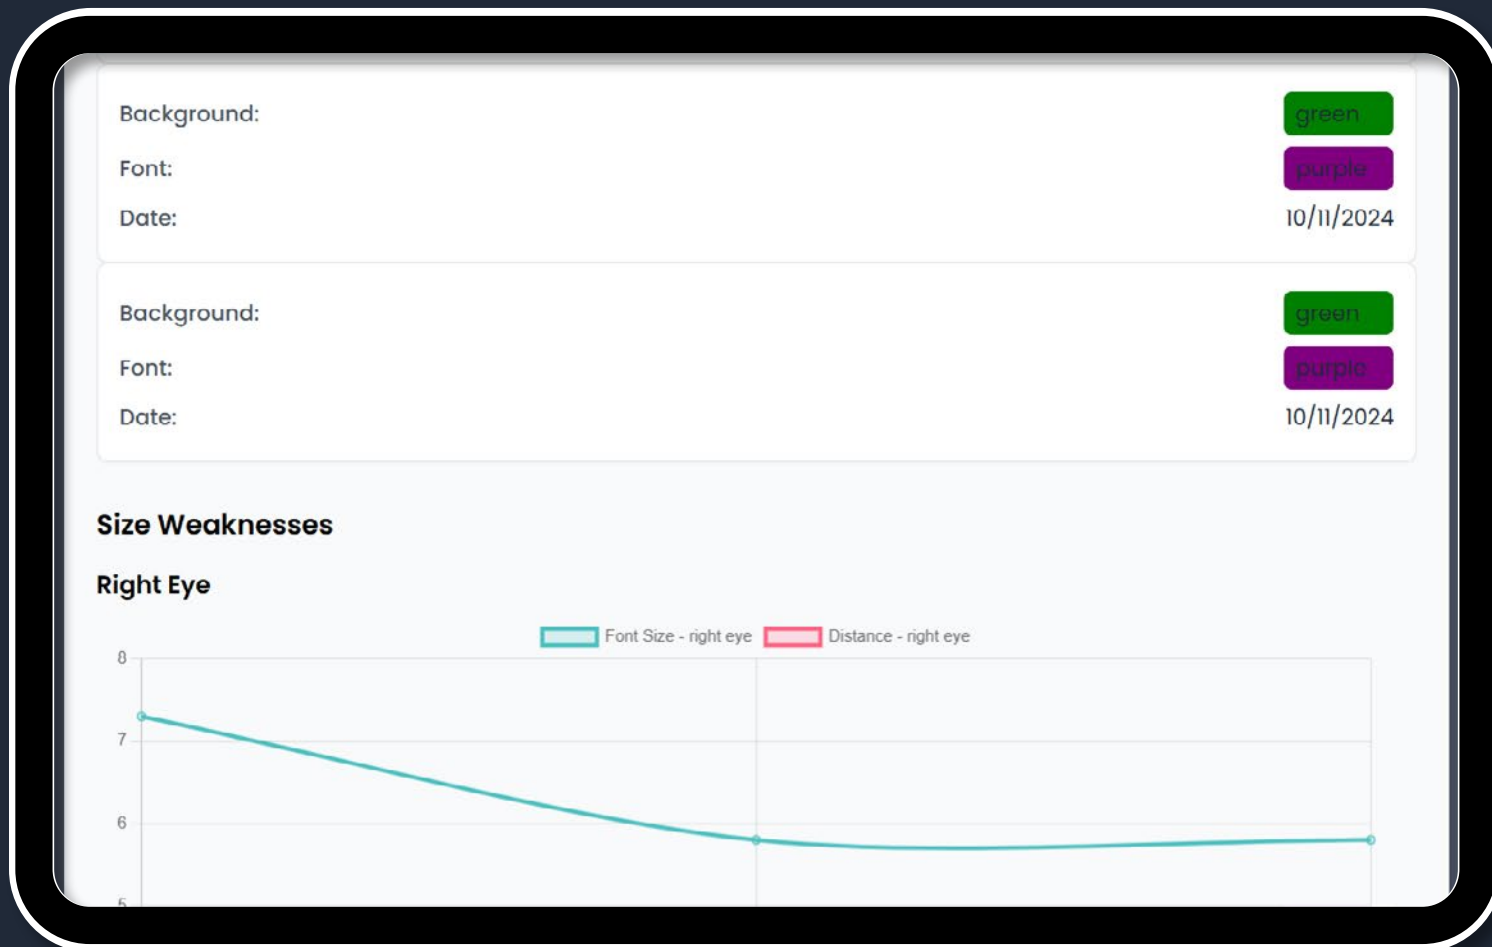 Background: green
Font: purple
Date: 10/11/2024
Background: green
Font: purple
Date: 10/11/2024
Size Weaknesses
Right Eye
Font Size - right eye Distance - right eye
8
7
6
5